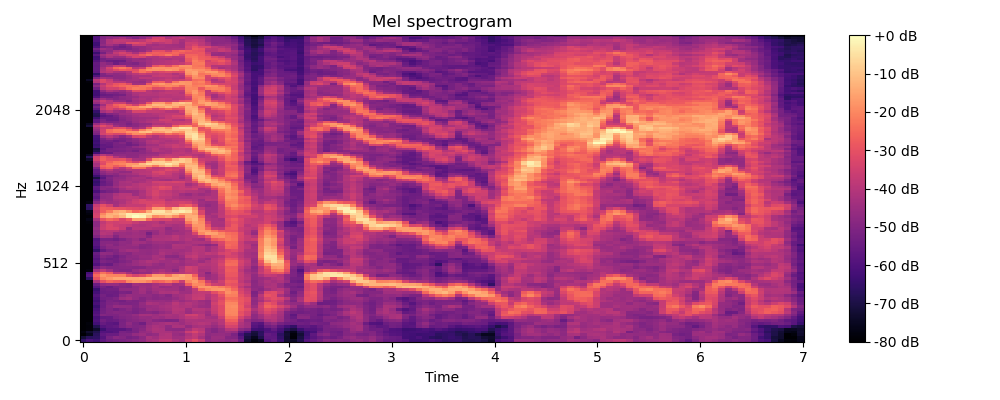 Mel spectrogram
Hz
2048
1024
512
0
0 1 2 3 4 5 6 7
Time
+0 dB
-10 dB
-20 dB
-30 dB
-40 dB
-50 dB
-60 dB
-70 dB
-80 dB